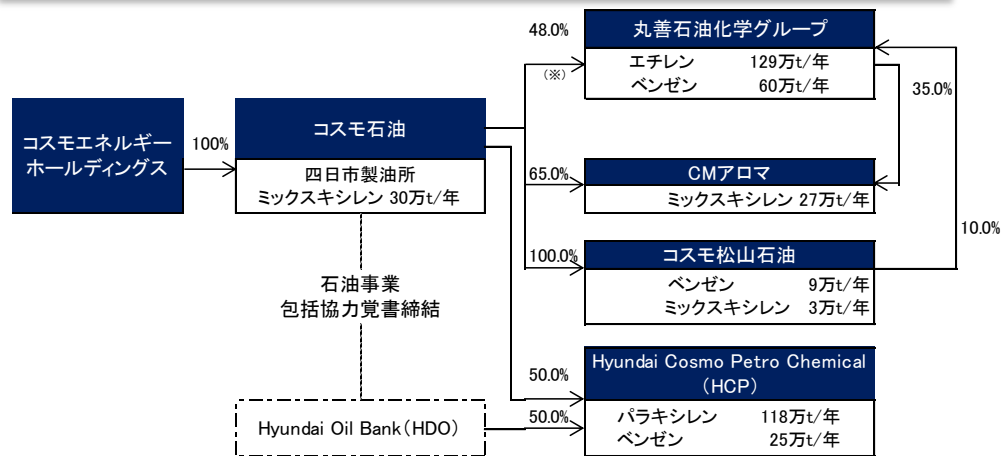 コスモエネルギー
ホールディングス
100%
コスモ石油
四日市製油所
ミックスキシレン 30万t/年
石油事業
包括協力覚書締結
Hyundai Oil Bank(HDO)
48.0%
(※)
丸善石油化学グループ
エチレン 129万t/年
ベンゼン 60万t/年
35.0%
65.0%
CMアロマ
ミックスキシレン 27万t/年
10.0%
100.0%
コスモ松山石油
ベンゼン 9万t/年
ミックスキシレン 3万t/年
50.0%
50.0%
Hyundai Cosmo Petro Chemical
(HCP)
パラキシレン 118万t/年
ベンゼン 25万t/年